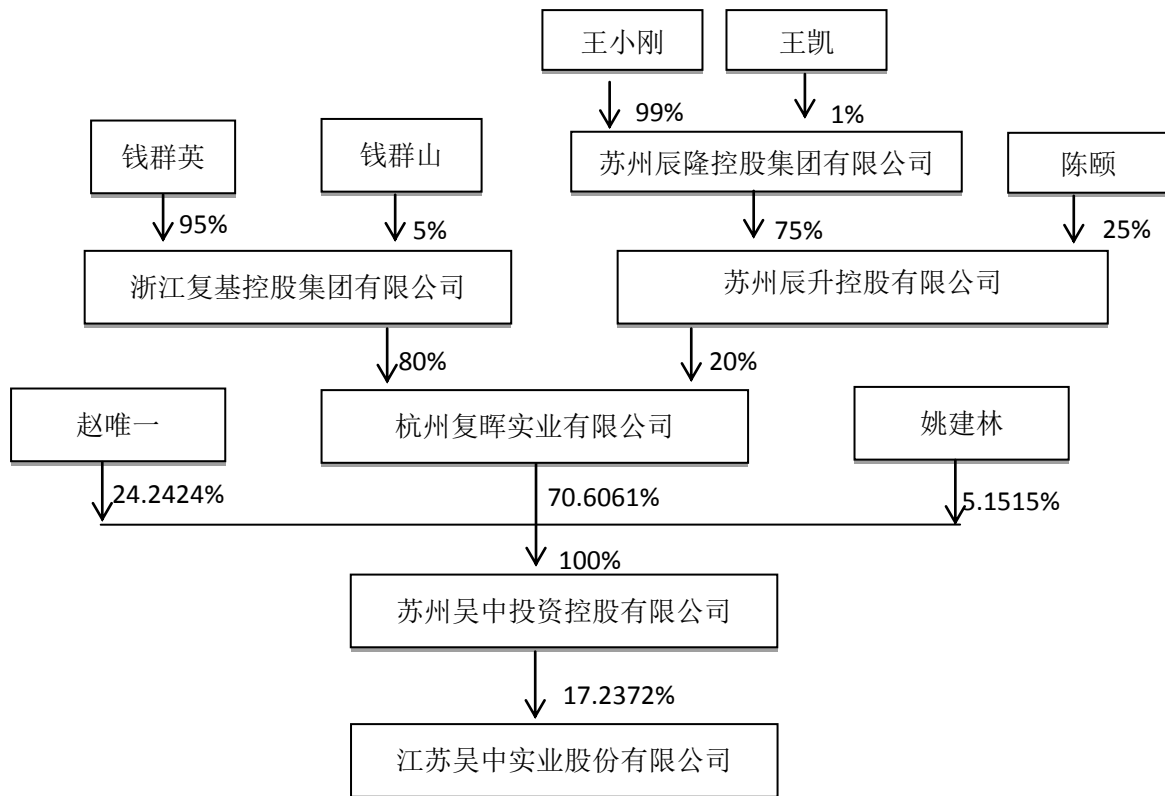 王小刚
王凯
99%
1%
钱群英
钱群山
苏州辰隆控股集团有限公司
陈颐
95%
5%
75%
25%
浙江复基控股集团有限公司
苏州辰升控股有限公司
80%
20%
赵唯一
杭州复晖实业有限公司
姚建林
24.2424%
70.6061%
5.1515%
100%
苏州吴中投资控股有限公司
17.2372%
江苏吴中实业股份有限公司